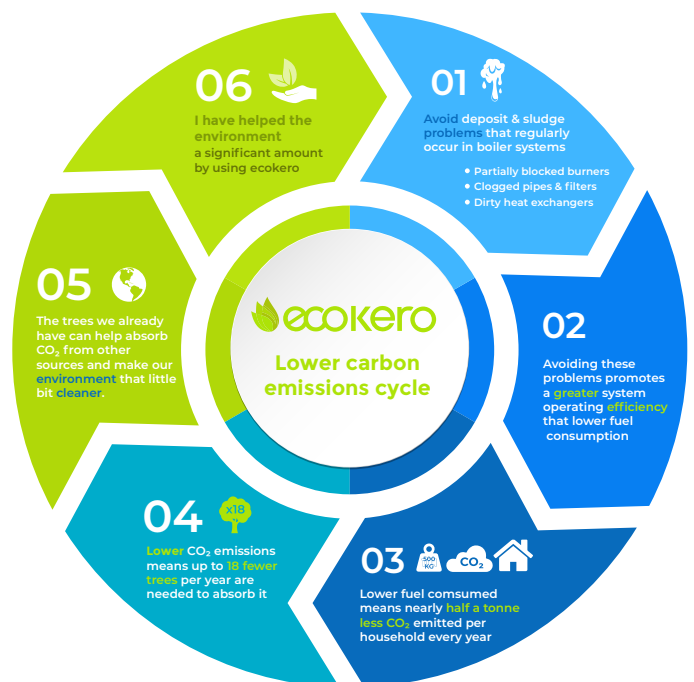 01
Avoid deposit & sludge
problems that regularly
occur in boiler systems
• Partially blocked burners
• Clogged pipes & filters
• Dirty heat exchangers
02
Avoiding these
problems promotes
a greater system
operating efficiency
that lower fuel
consumption
03
500
KG
CO₂
Lower fuel comsumed
means nearly half a tonne
less CO₂ emitted per
household every year
04
x18
Lower CO₂ emissions
means up to 18 fewer
trees per year are
needed to absorb it
05
The trees we already
have can help absorb
CO₂ from other
sources and make our
environment that little
bit cleaner.
06
I have helped the
environment
a significant amount
by using ecokero
ecokero
Lower carbon
emissions cycle